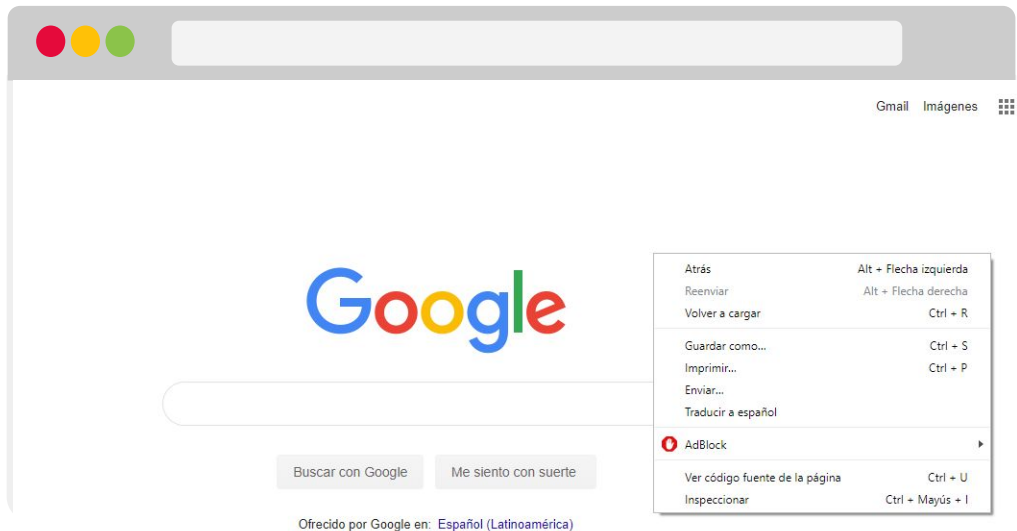 Gmail Imágenes
Google
Atrás Alt + Flecha izquierda
Reenviar Alt + Flecha derecha
Volver a cargar Ctrl + R
Guardar como... Ctrl + S
Imprimir... Ctrl + P
Enviar...
Traducir a español
AdBlock
Ver código fuente de la página Ctrl + U
Inspeccionar Ctrl + Mayús + I
Buscar con Google Me siento con suerte
Ofrecido por Google en: Español (Latinoamérica)